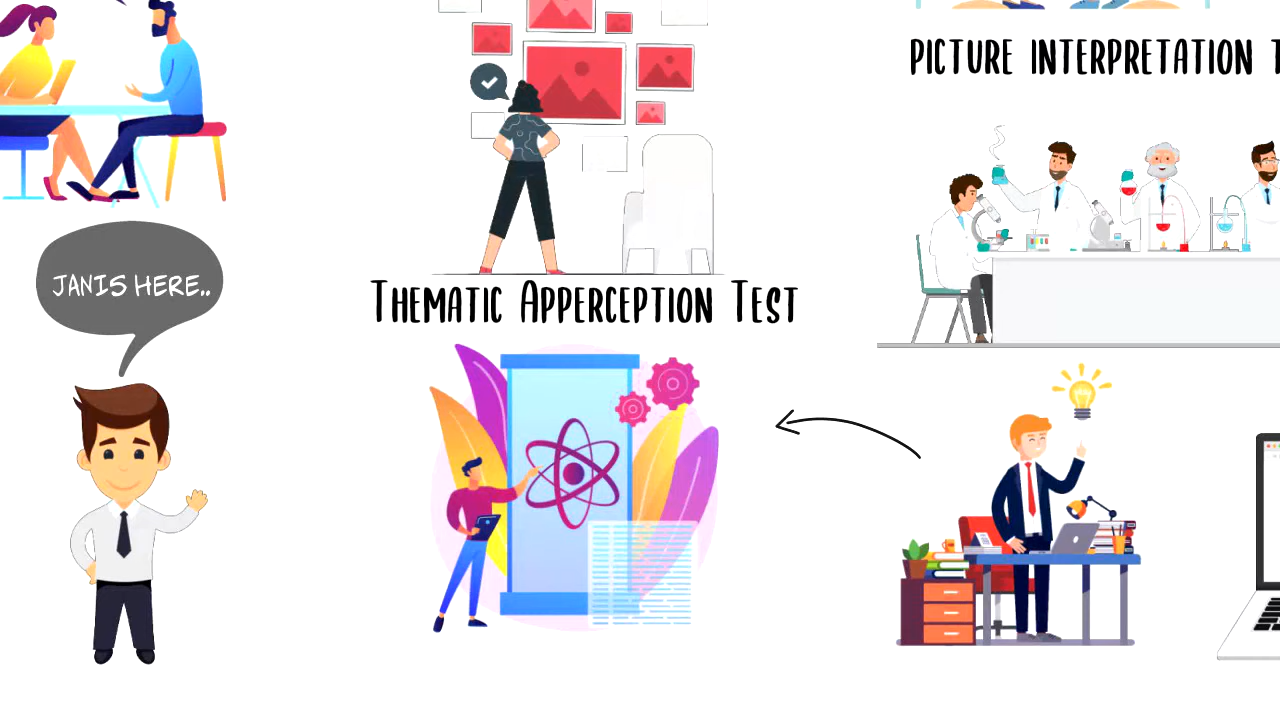 PICTURE INTERPRETATION
JANIS HERE..
THEMATIC APPERCEPTION TEST